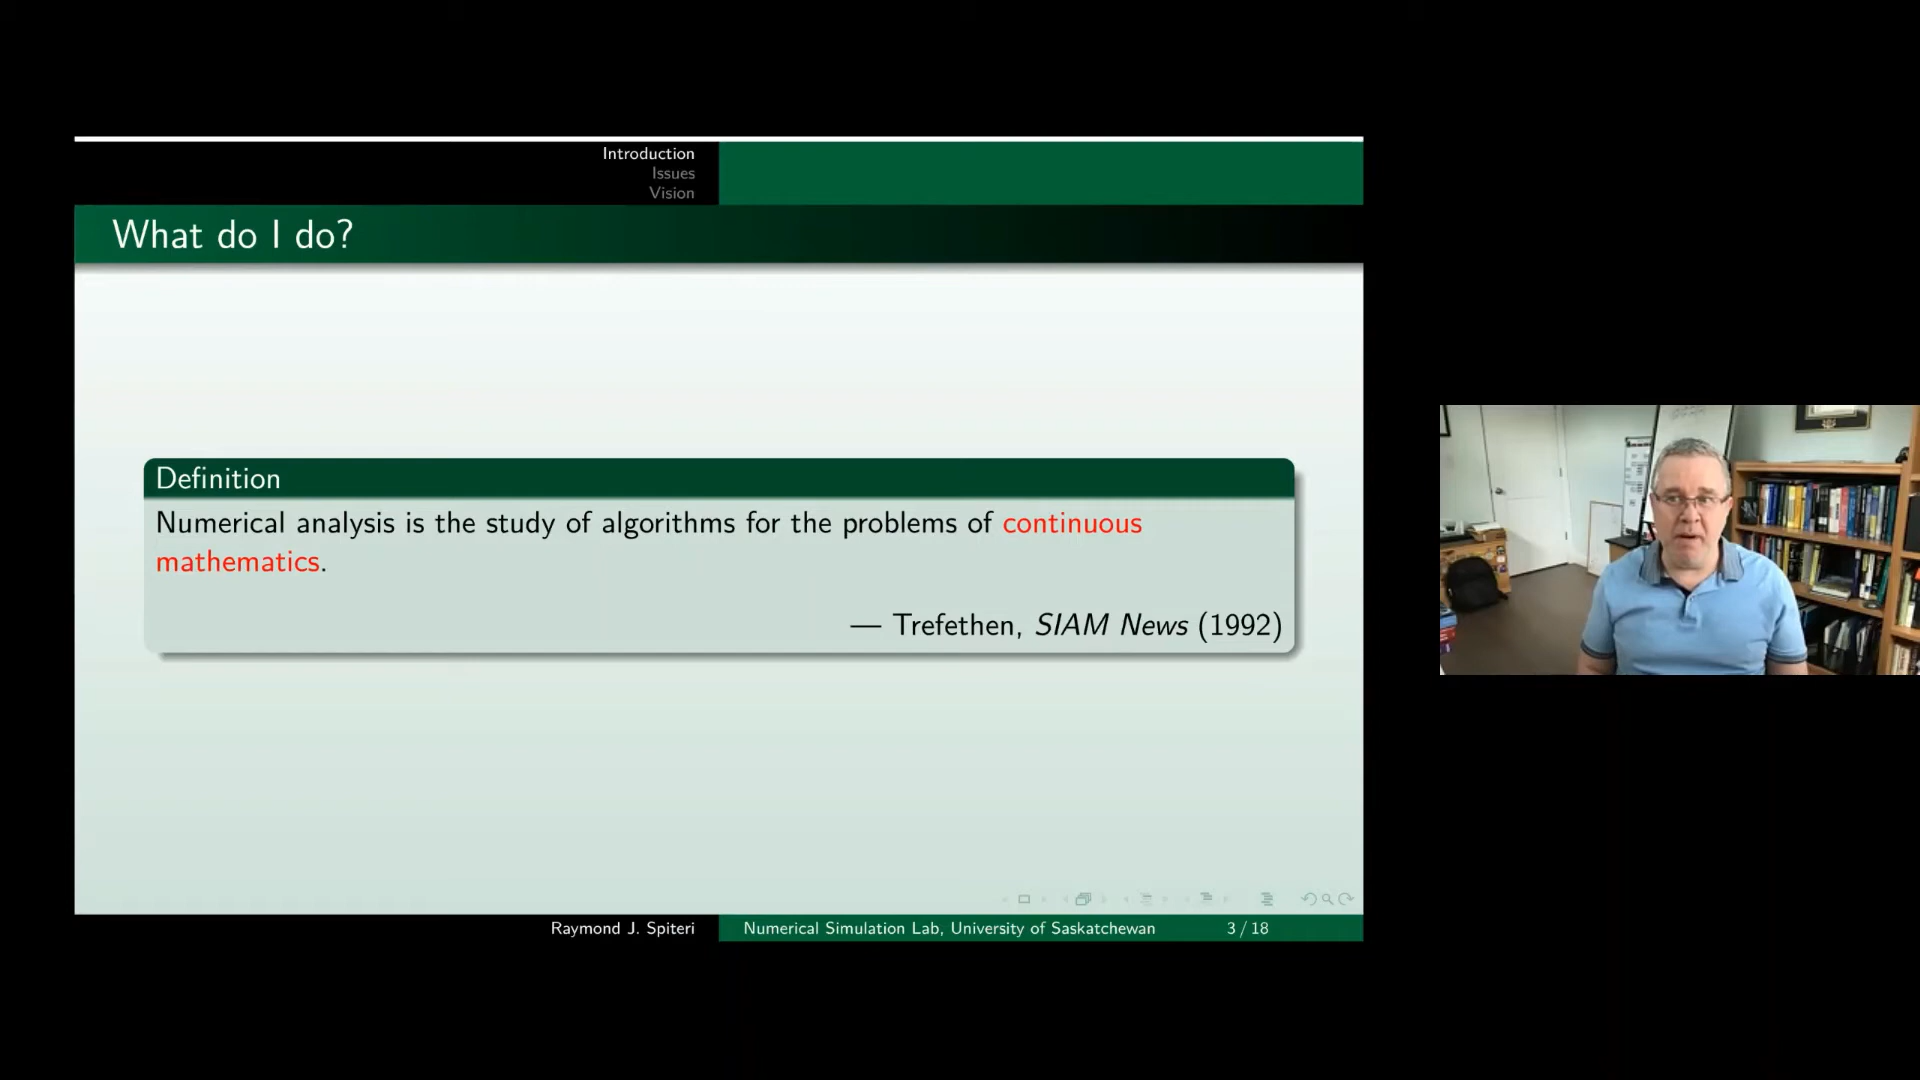 Introduction
Issues
Vision
What do I do?
Definition
Numerical analysis is the study of algorithms for the problems of continuous
mathematics.
— Trefethen, SIAM News (1992)
Raymond J. Spiteri
Numerical Simulation Lab, University of Saskatchewan
3 / 18